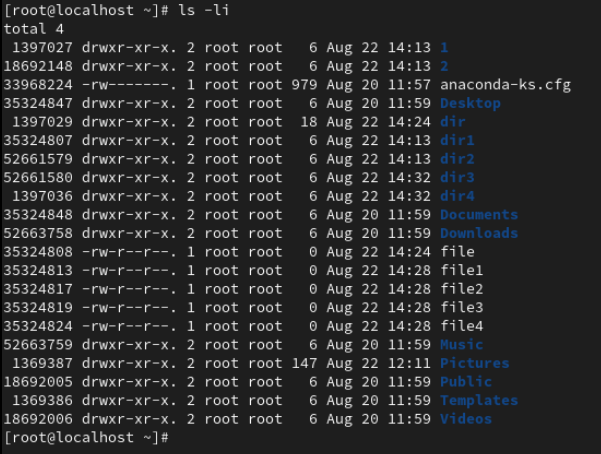 [root@localhost ~]# ls -li
total 4
 1397027 drwxr-xr-x. 2 root root   6 Aug 22 14:13 1
18692148 drwxr-xr-x. 2 root root   6 Aug 22 14:13 2
33968224 -rw-------. 1 root root 979 Aug 20 11:57 anaconda-ks.cfg
35324847 drwxr-xr-x. 2 root root   6 Aug 20 11:59 Desktop
 1397029 drwxr-xr-x. 2 root root  18 Aug 22 14:24 dir
35324807 drwxr-xr-x. 2 root root   6 Aug 22 14:13 dir1
52661579 drwxr-xr-x. 2 root root   6 Aug 22 14:13 dir2
52661580 drwxr-xr-x. 2 root root   6 Aug 22 14:32 dir3
 1397036 drwxr-xr-x. 2 root root   6 Aug 22 14:32 dir4
35324848 drwxr-xr-x. 2 root root   6 Aug 20 11:59 Documents
52663758 drwxr-xr-x. 2 root root   6 Aug 20 11:59 Downloads
35324808 -rw-r--r--. 1 root root   0 Aug 22 14:24 file
35324813 -rw-r--r--. 1 root root   0 Aug 22 14:28 file1
35324817 -rw-r--r--. 1 root root   0 Aug 22 14:28 file2
35324819 -rw-r--r--. 1 root root   0 Aug 22 14:28 file3
35324824 -rw-r--r--. 1 root root   0 Aug 22 14:28 file4
52663759 drwxr-xr-x. 2 root root   6 Aug 20 11:59 Music
 1369387 drwxr-xr-x. 2 root root 147 Aug 22 12:11 Pictures
18692005 drwxr-xr-x. 2 root root   6 Aug 20 11:59 Public
 1369386 drwxr-xr-x. 2 root root   6 Aug 20 11:59 Templates
18692006 drwxr-xr-x. 2 root root   6 Aug 20 11:59 Videos
[root@localhost ~]#